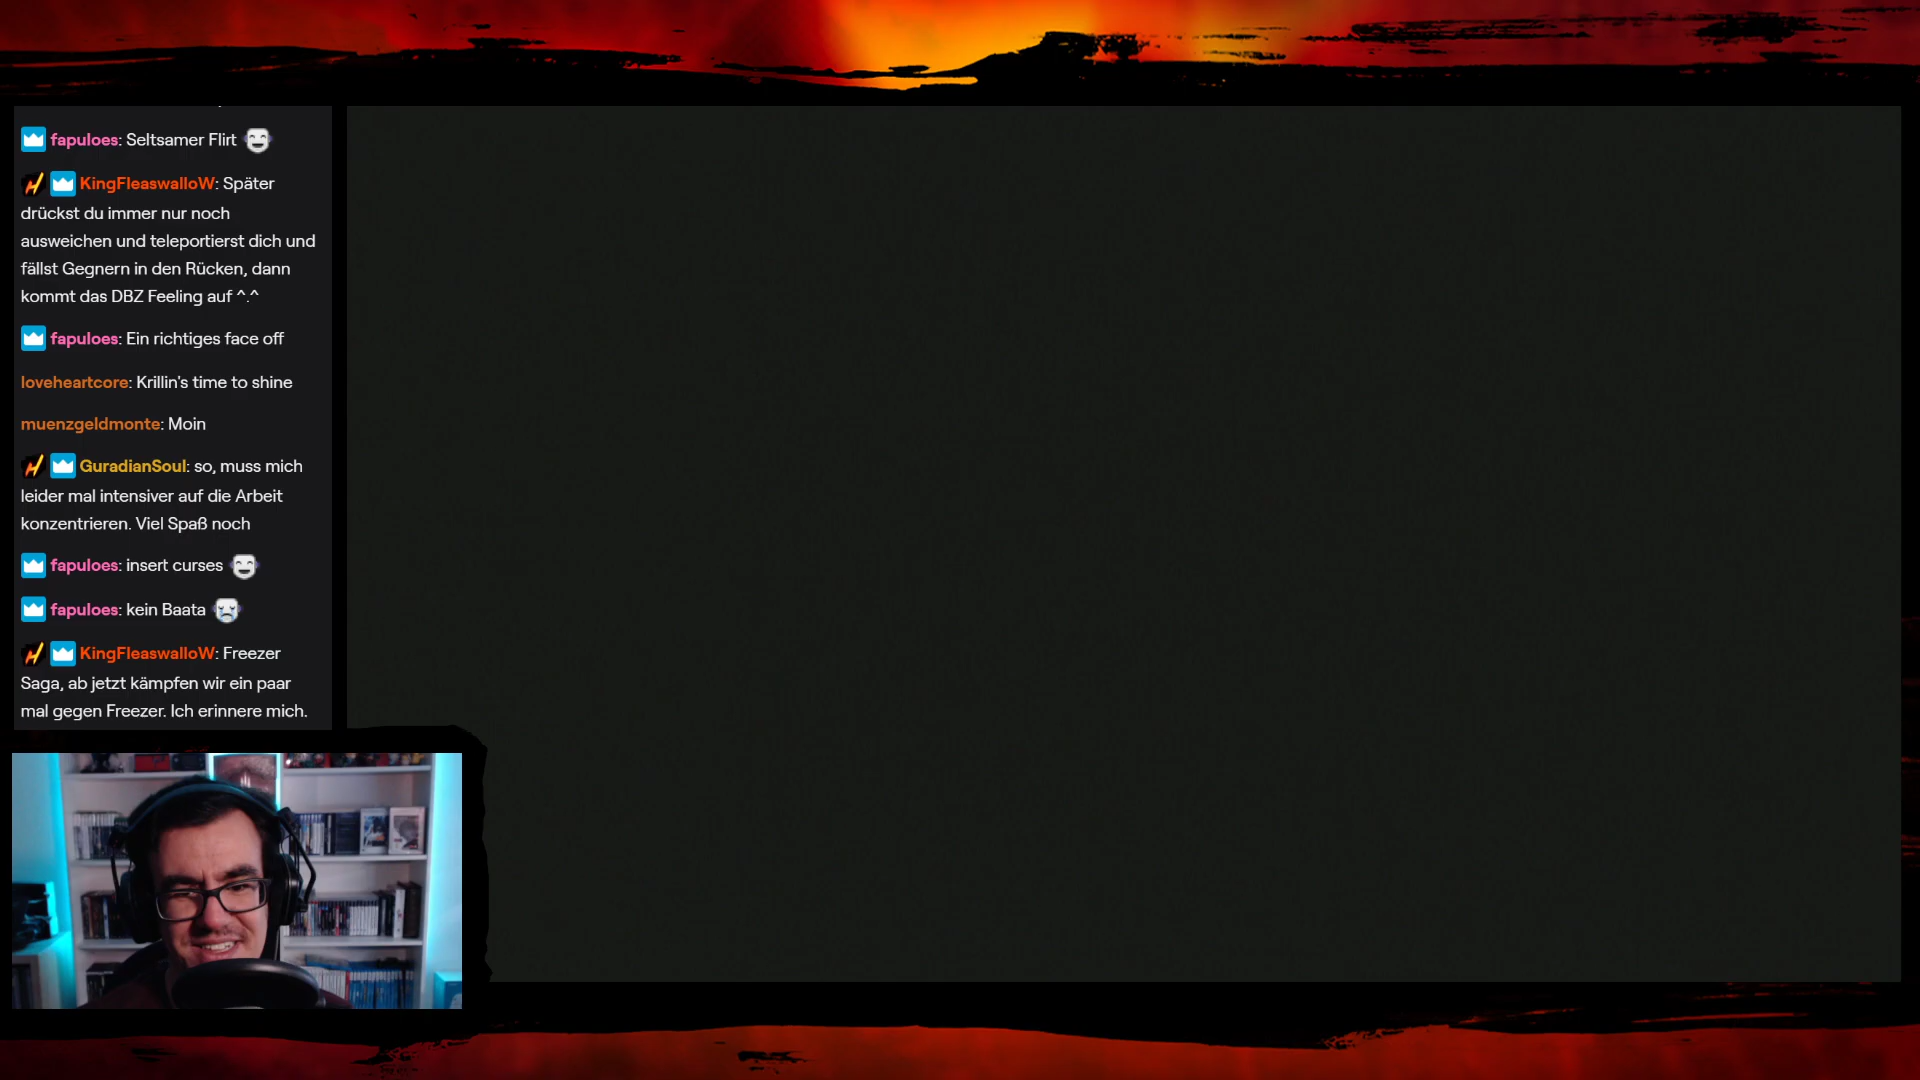 fapuloes: Seltsamer Flirt
KingFleaswalloW: Später
drückst du immer nur noch
ausweichen und teleportierst dich und
fällst Gegnern in den Rücken, dann
kommt das DBZ Feeling auf ^.^
fapuloes: Ein richtiges face off
loveheartcore: Krillin's time to shine
muenzgeldmonte: Moin
GuradianSoul: so, muss mich
leider mal intensiver auf die Arbeit
konzentrieren. Viel Spaß noch
fapuloes: insert curses
fapuloes: kein Baata
KingFleaswalloW: Freezer
Saga, ab jetzt kämpfen wir ein paar
mal gegen Freezer. Ich erinnere mich.